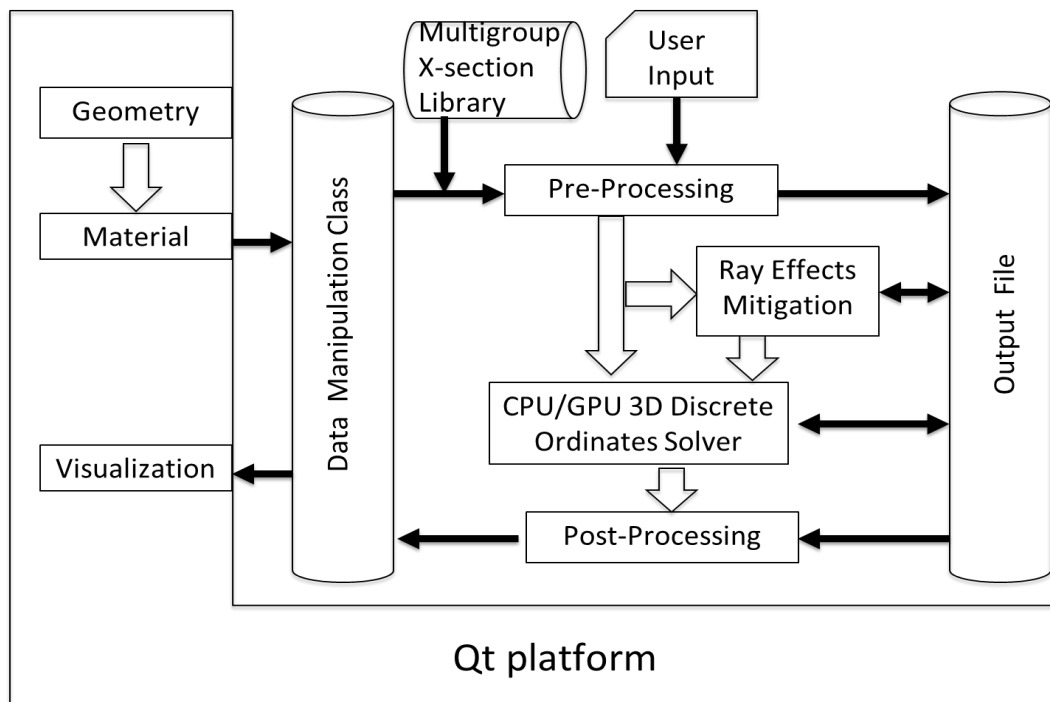 Multigroup
X-section
Library
User
Input
Geometry
Material
Visualization
Data Manipulation Class
Pre-Processing
Ray Effects
Mitigation
CPU/GPU 3D Discrete
Ordinates Solver
Post-Processing
Output File
Qt platform